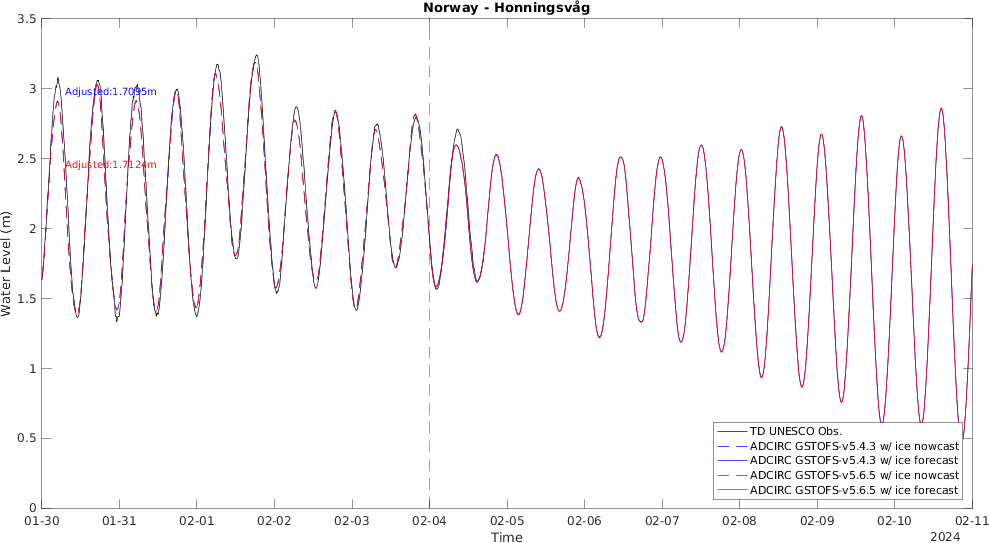 Norway - Honningsvåg
3.5
3
2.5
2
1.5
1
0.5
0
Water Level (m)
Adjusted:1.7095m
Adjusted:1.7124m
TD UNESCO Obs.
ADCIRC GSTOFS-v5.4.3 w/ ice nowcast
ADCIRC GSTOFS-v5.4.3 w/ ice forecast
ADCIRC GSTOFS-v5.6.5 w/ ice nowcast
ADCIRC GSTOFS-v5.6.5 w/ ice forecast
01-30 01-31 02-01 02-02 02-03 02-04 02-05 02-06 02-07 02-08 02-09 02-10 02-11
Time
2024